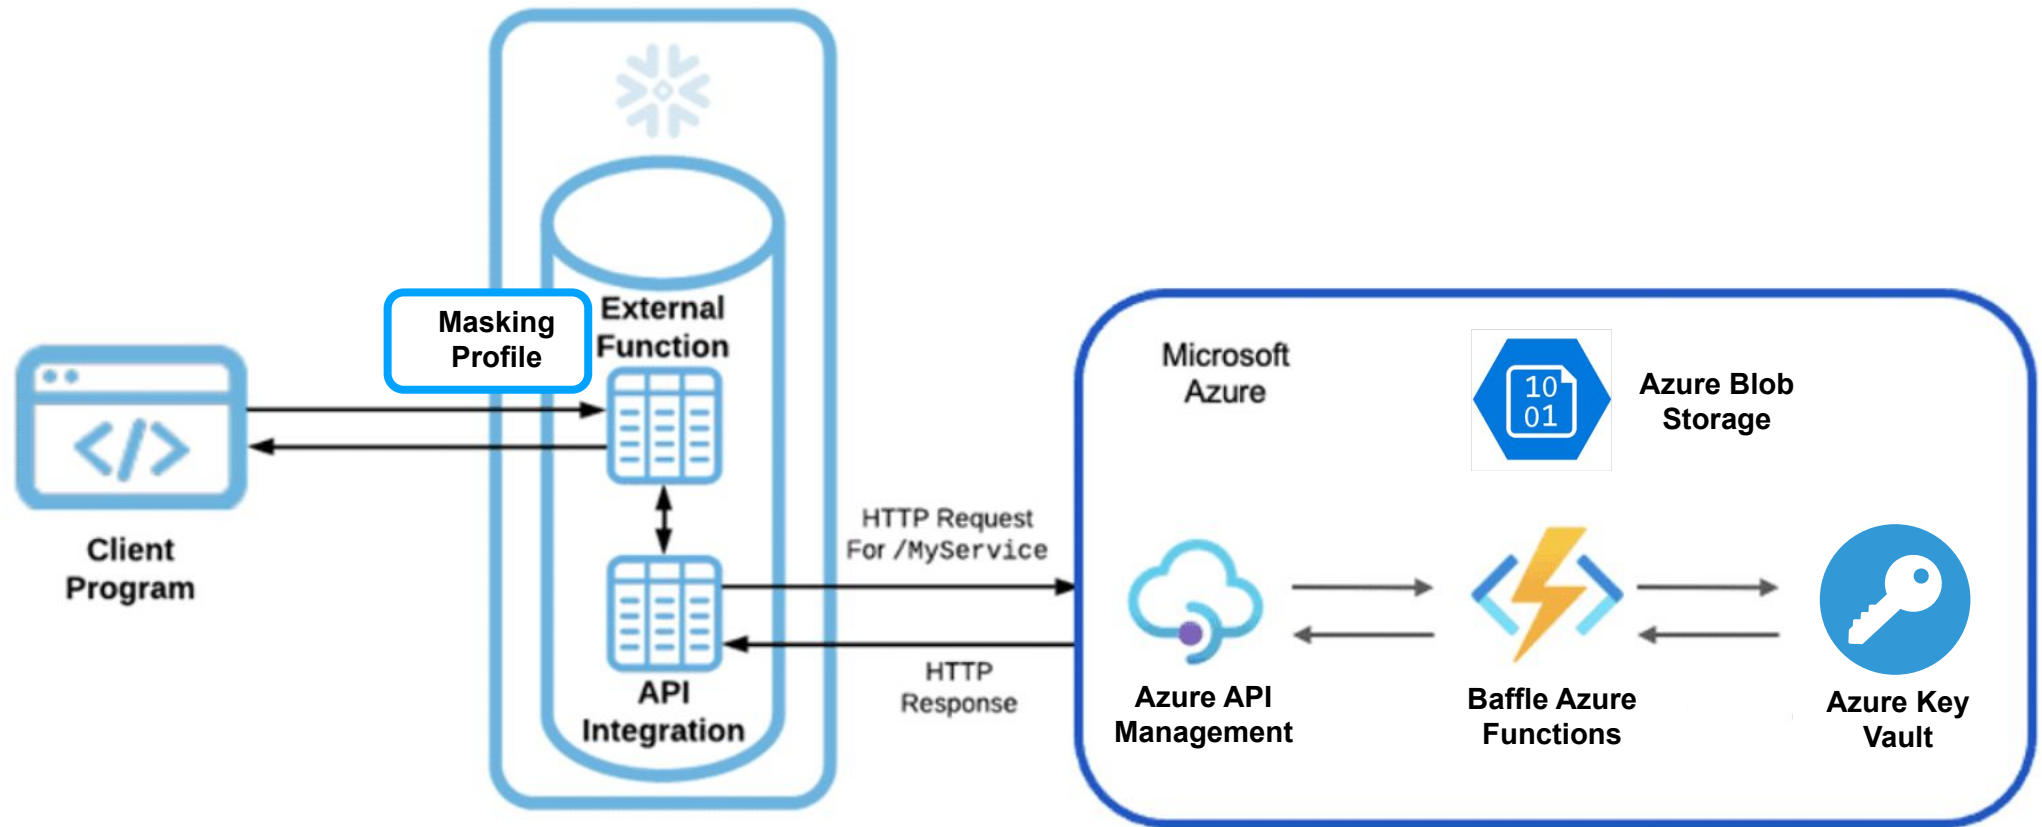 Masking
Profile
External
Function
Client
Program
API
Integration
HTTP Request
For /MyService
HTTP
Response
Microsoft
Azure
10
01
Azure Blob
Storage
Azure API
Management
Baffle Azure
Functions
Azure Key
Vault